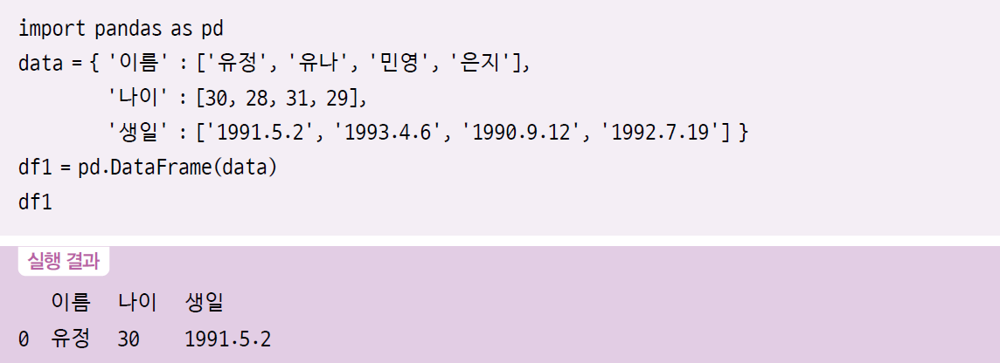 import pandas as pd
data = { '이름' : ['유정', '유나', '민영', '은지'],
'나이' : [30, 28, 31, 29],
'생일' : ['1991.5.2', '1993.4.6', '1990.9.12', '1992.7.19'] }
df1 = pd.DataFrame(data)
df1
실행 결과
이름 나이 생일
0 유정 30 1991.5.2